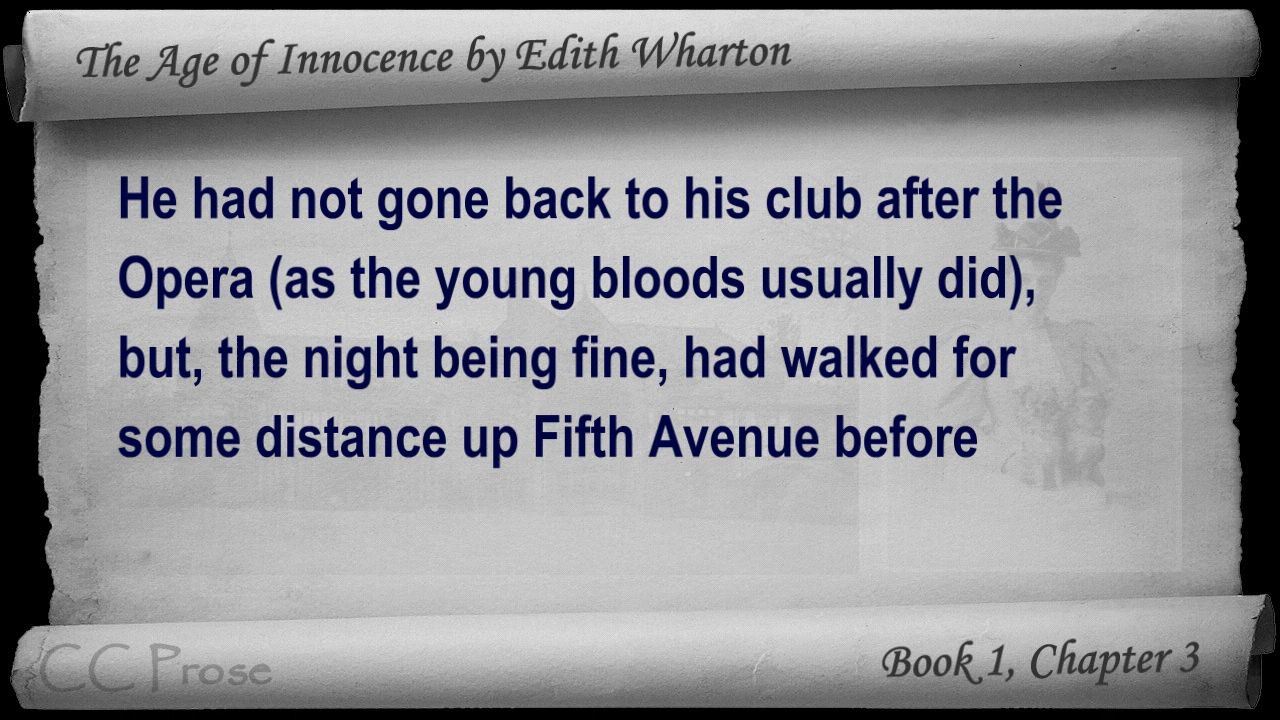 The Age of Innocence by Edith Wharton
He had not gone back to his club after the
Opera (as the young bloods usually did),
but, the night being fine, had walked for
some distance up Fifth Avenue before
CC Prose
Book 1, Chapter 3